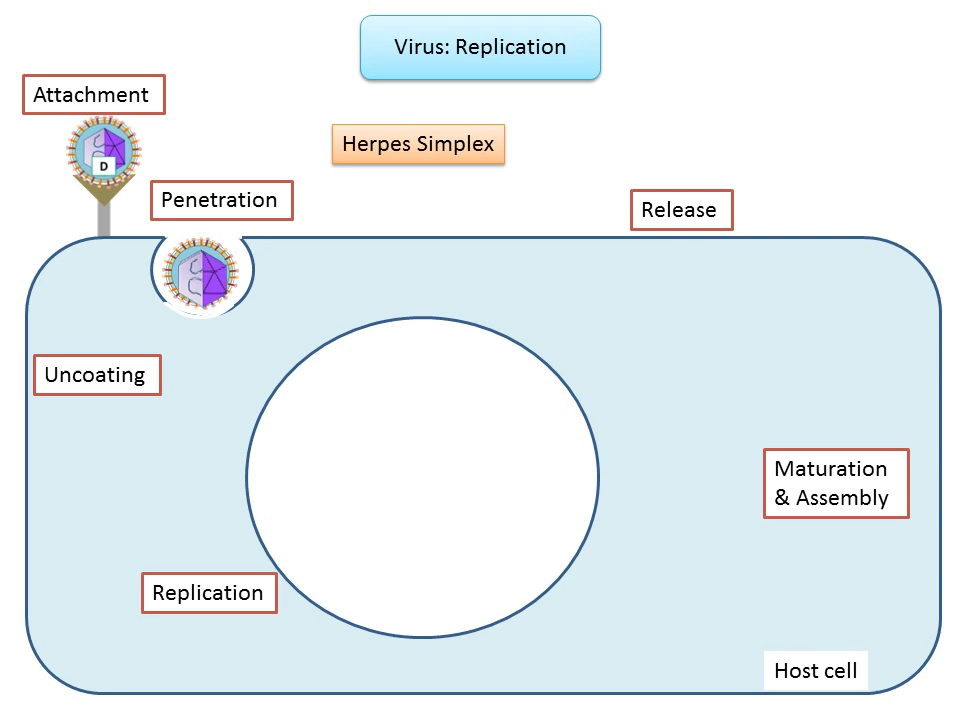 Virus: Replication
Attachment
D
Herpes Simplex
Penetration
Release
Uncoating
Maturation
& Assembly
Replication
Host cell